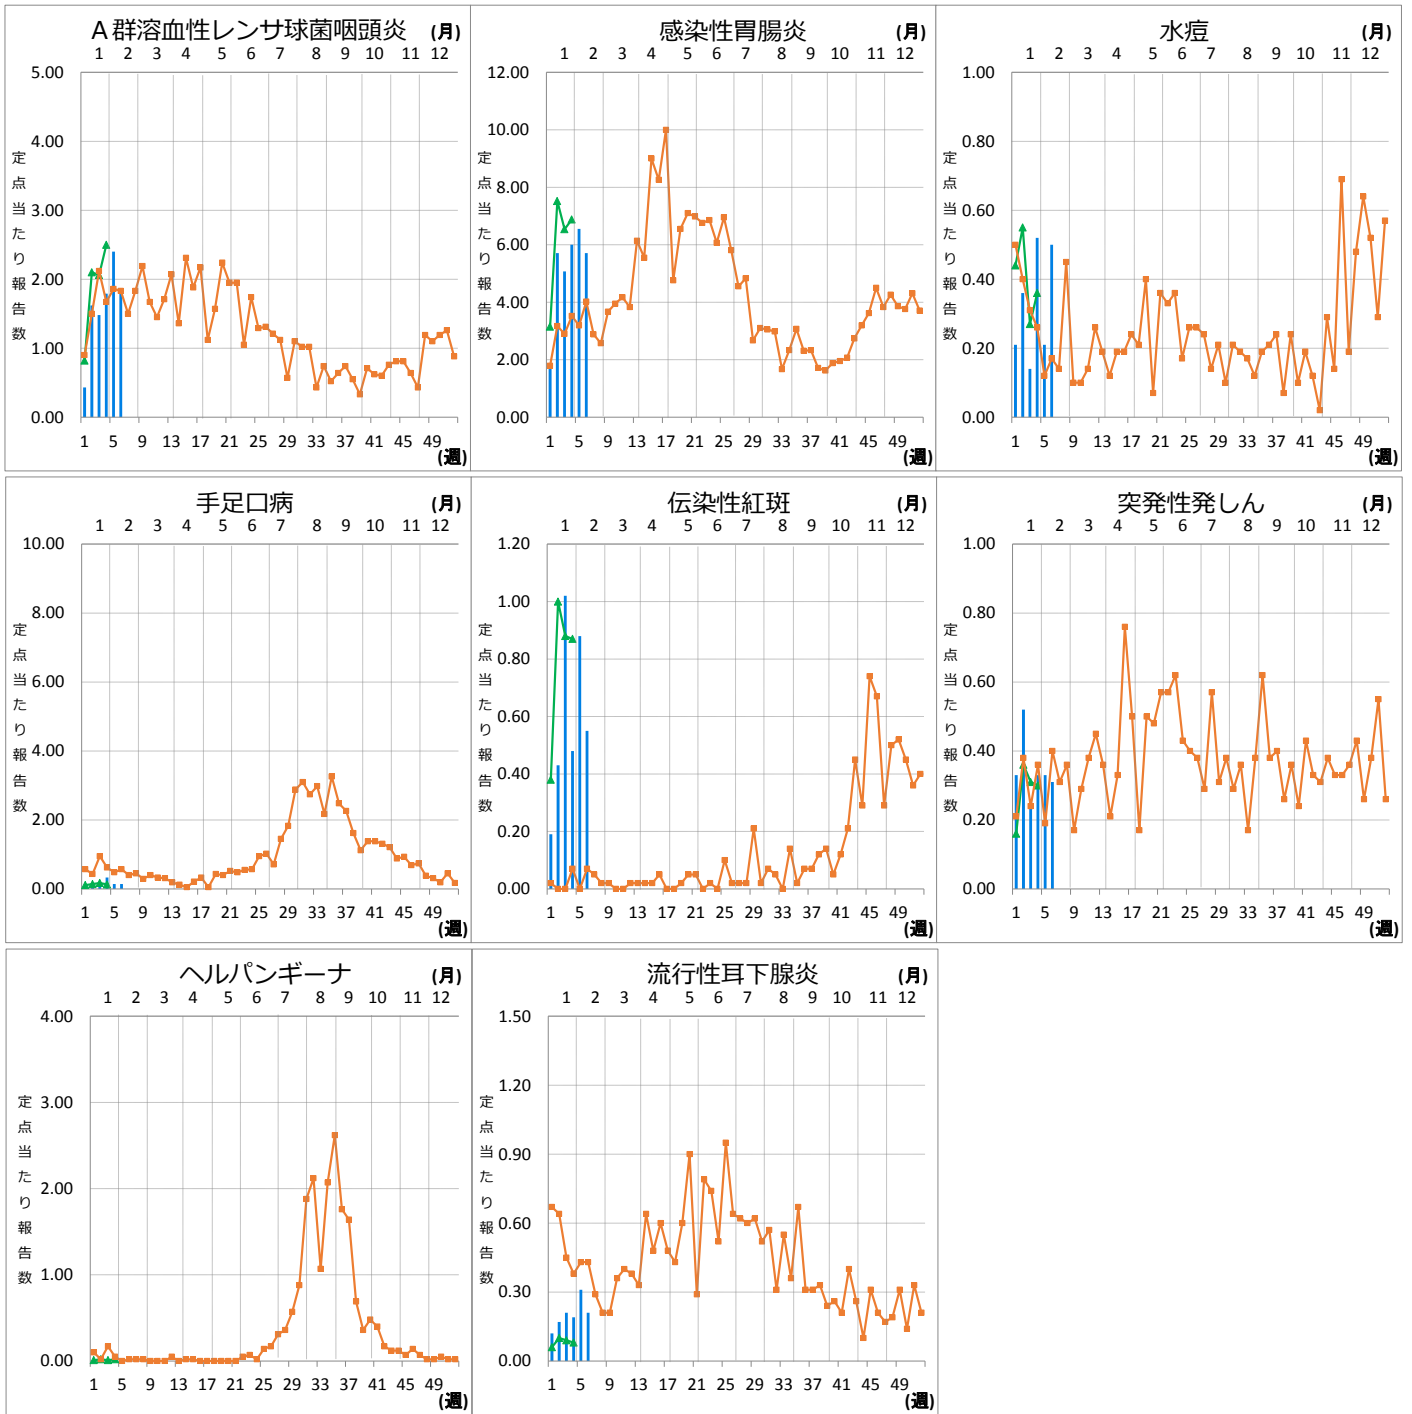 A群溶血性レンサ球菌咽頭炎 (月)
1 2 3 4 5 6 7 8 9 10 11 12
5.00
4.00
3.00
2.00
1.00
0.00
定点当たり報告数
1 5 9 13 17 21 25 29 33 37 41 45 49
(週)
感染性胃腸炎 (月)
1 2 3 4 5 6 7 8 9 10 11 12
12.00
10.00
8.00
6.00
4.00
2.00
0.00
定点当たり報告数
1 5 9 13 17 21 25 29 33 37 41 45 49
(週)
水痘 (月)
1 2 3 4 5 6 7 8 9 10 11 12
1.00
0.80
0.60
0.40
0.20
0.00
定点当たり報告数
1 5 9 13 17 21 25 29 33 37 41 45 49
(週)
手足口病 (月)
1 2 3 4 5 6 7 8 9 10 11 12
10.00
8.00
6.00
4.00
2.00
0.00
定点当たり報告数
1 5 9 13 17 21 25 29 33 37 41 45 49
(週)
伝染性紅斑 (月)
1 2 3 4 5 6 7 8 9 10 11 12
1.20
1.00
0.80
0.60
0.40
0.20
0.00
定点当たり報告数
1 5 9 13 17 21 25 29 33 37 41 45 49
(週)
突発性発しん (月)
1 2 3 4 5 6 7 8 9 10 11 12
1.00
0.80
0.60
0.40
0.20
0.00
定点当たり報告数
1 5 9 13 17 21 25 29 33 37 41 45 49
(週)
ヘルパンギーナ (月)
1 2 3 4 5 6 7 8 9 10 11 12
4.00
3.00
2.00
1.00
0.00
定点当たり報告数
1 5 9 13 17 21 25 29 33 37 41 45 49
(週)
流行性耳下腺炎 (月)
1 2 3 4 5 6 7 8 9 10 11 12
1.50
1.20
0.90
0.60
0.30
0.00
定点当たり報告数
1 5 9 13 17 21 25 29 33 37 41 45 49
(週)